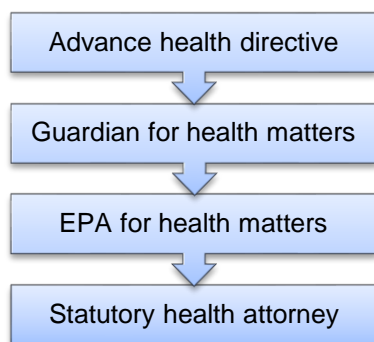 Advance health directive
Guardian for health matters
EPA for health matters
Statutory health attorney